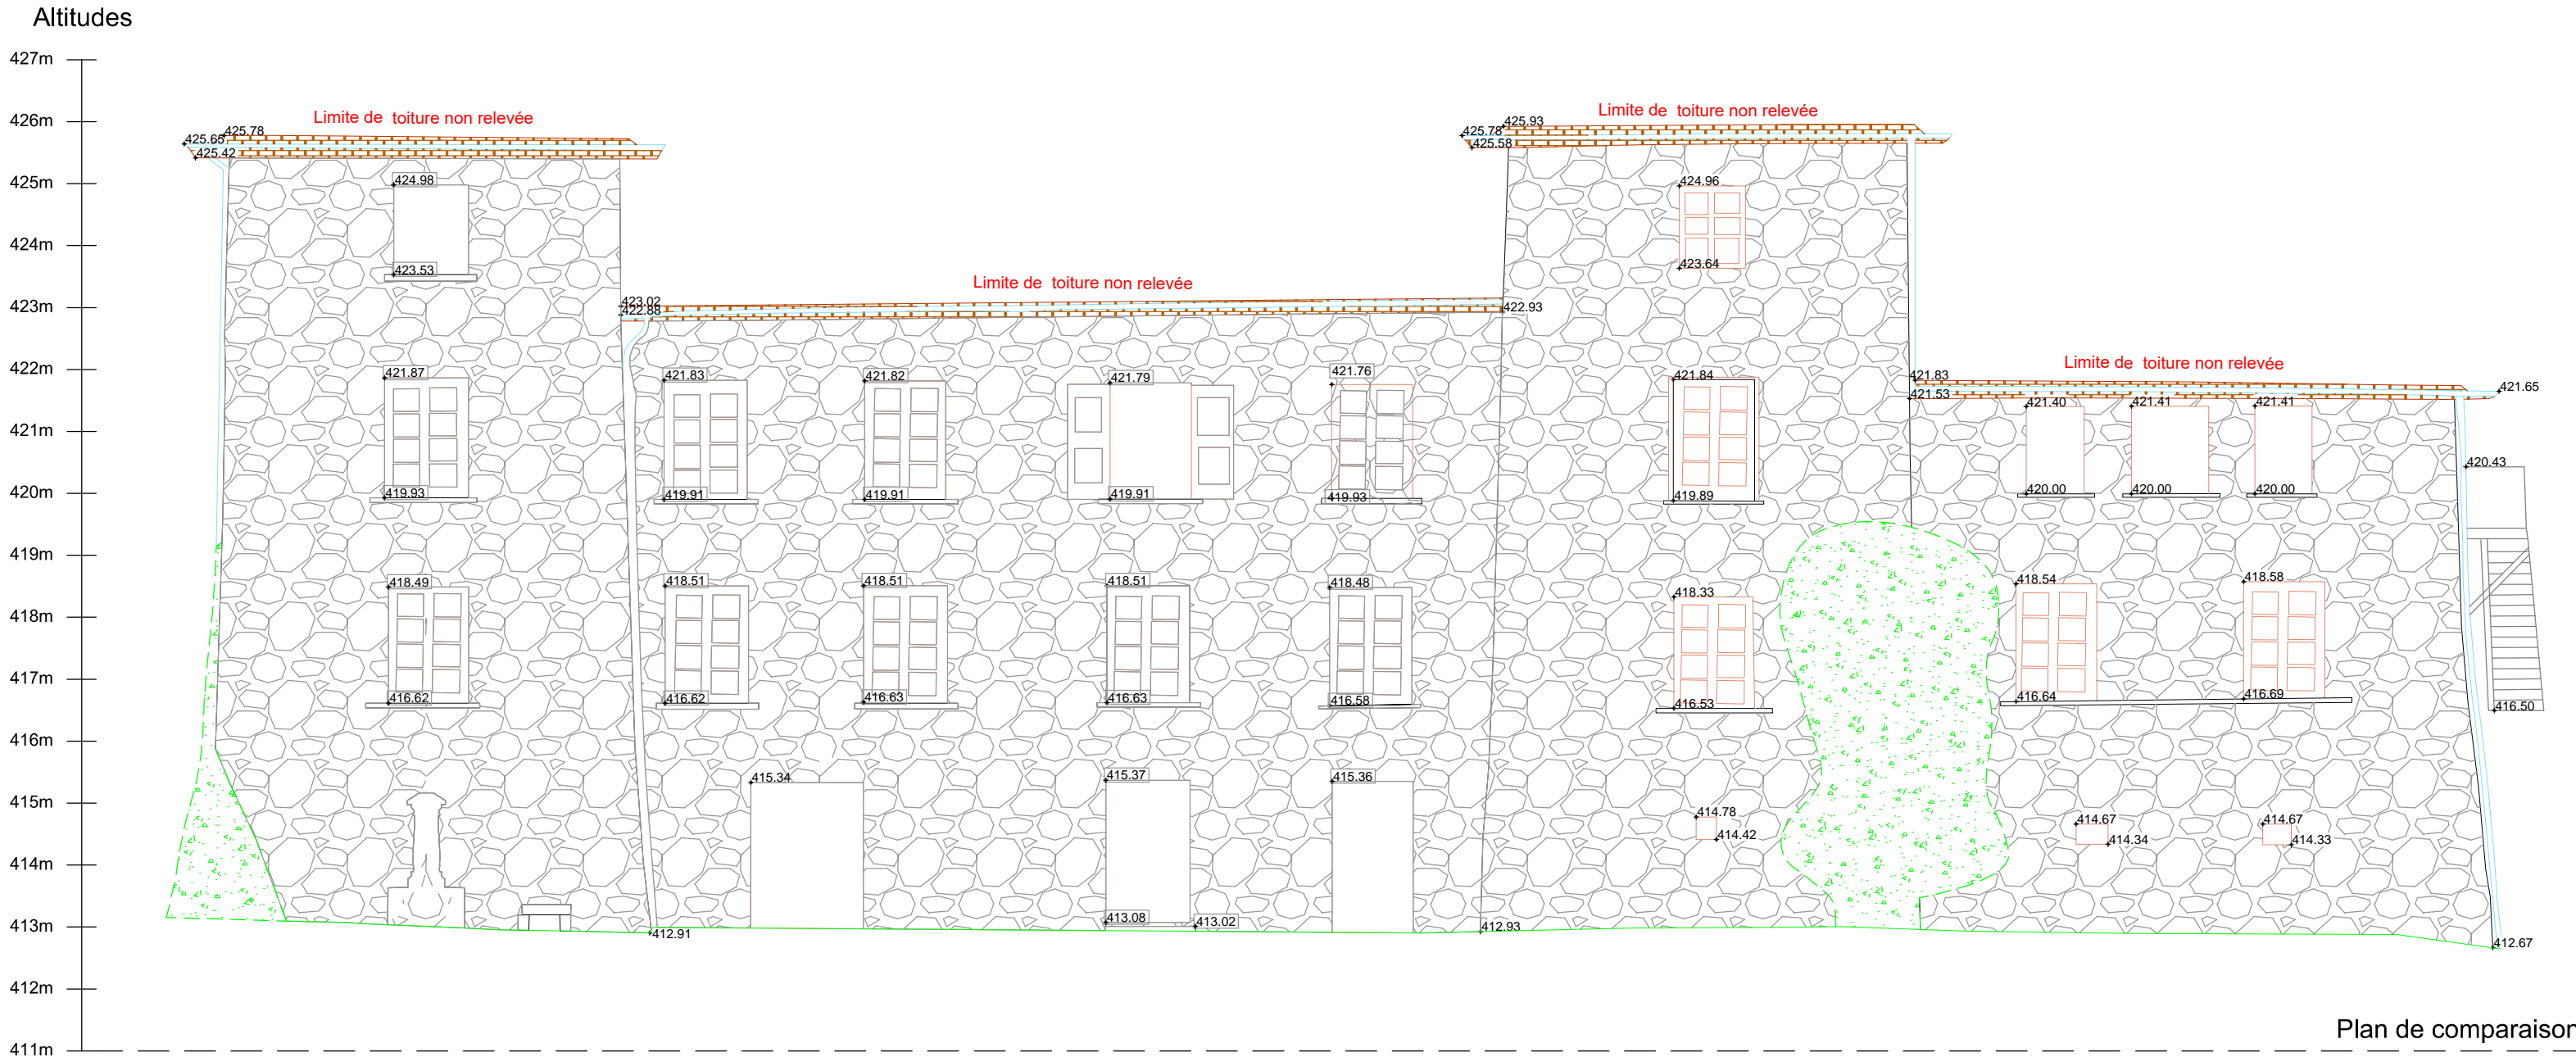 Altitudes
427m
426m
425m
424m
423m
422m
421m
420m
419m
418m
417m
416m
415m
414m
413m
412m
411m
Limite de toiture non relevée
425.78
425.65
425.42
424.98
423.53
421.87
419.93
418.49
416.62
Limite de toiture non relevée
423.02
422.88
422.93
421.83
421.82
421.79
421.76
419.91
419.91
419.91
419.93
418.51
418.51
418.51
418.48
416.62
416.63
416.63
416.58
415.34
415.37
415.36
413.08
413.02
412.91
412.93
Limite de toiture non relevée
425.93
425.78
425.58
424.96
423.64
421.84
419.89
418.33
416.53
414.78
414.42
Limite de toiture non relevée
421.83
421.53
421.65
421.40
421.41
421.41
420.00
420.00
420.00
420.43
418.54
418.58
416.64
416.69
416.50
414.67
414.34
414.67
414.33
412.67
Plan de comparaison